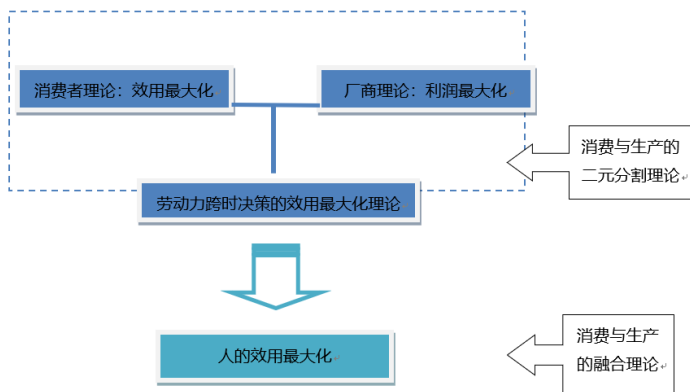 消费者理论：效用最大化
厂商理论：利润最大化
消费与生产的
二元分割理论
劳动力跨时决策的效用最大化理论
人的效用最大化
消费与生产
的融合理论